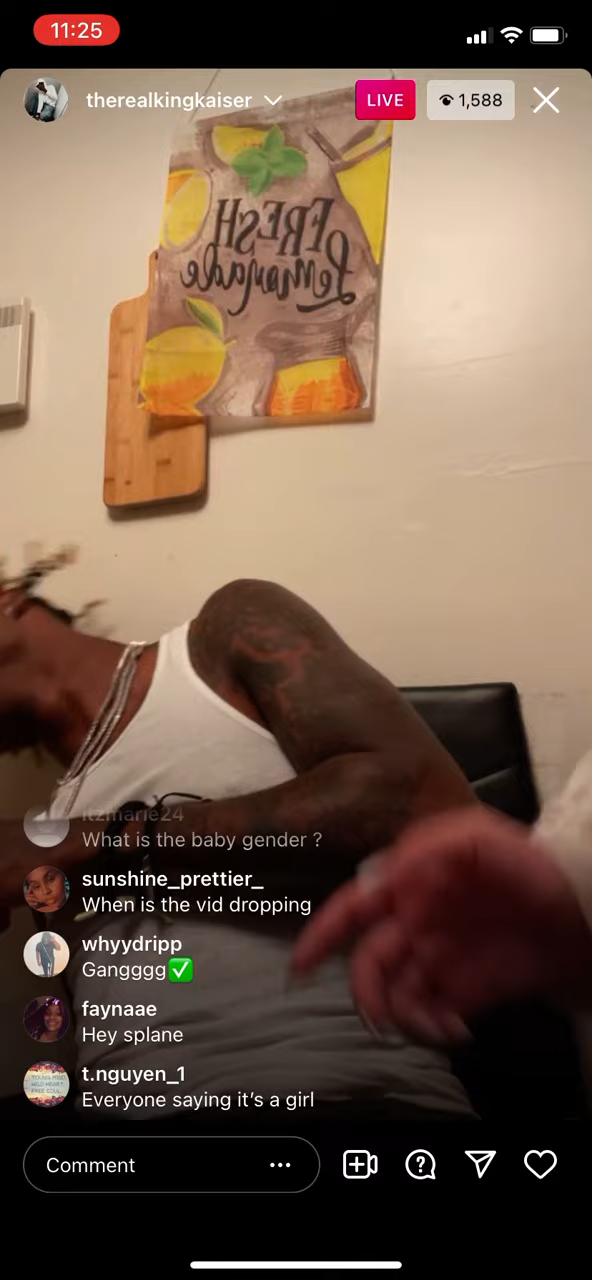 11:25
therealkingkaiser
LIVE
1,588
FRESH
Lemonade
itzmarie24
What is the baby gender ?
sunshine_prettier_
When is the vid dropping
whyydripp
Gangggg✅
faynaae
Hey splane
t.nguyen_1
Everyone saying it’s a girl
Comment